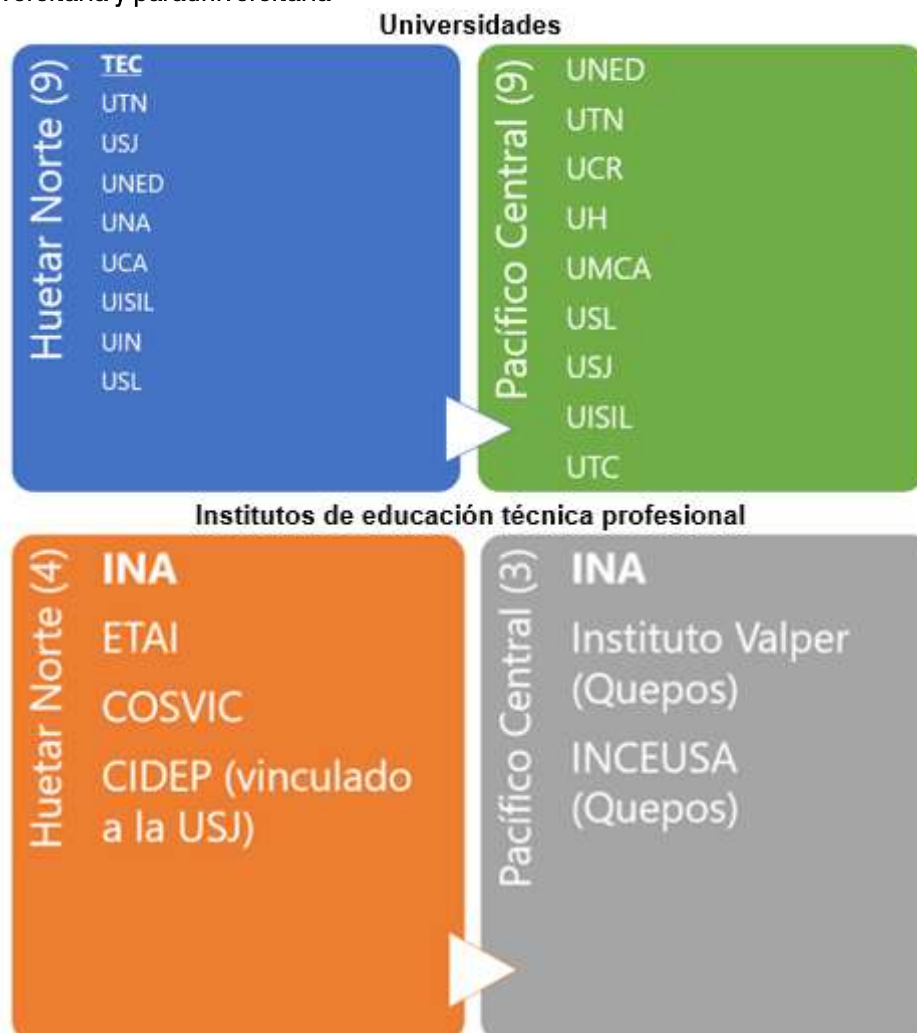 y parauniversitaria
Universidades
Huetar Norte (9)
TEC
UTN
USJ
UNED
UNA
UCA
UISIL
UIN
USL
Pacífico Central (9)
UNED
UTN
UCR
UH
UMCA
USL
USJ
UISIL
UTC
Institutos de educación técnica profesional
Huetar Norte (4)
INA
ETAI
COSVIC
CIDEP (vinculado
a la USJ)
Pacífico Central (3)
INA
Instituto Valper
(Quepos)
INCEUSA
(Quepos)